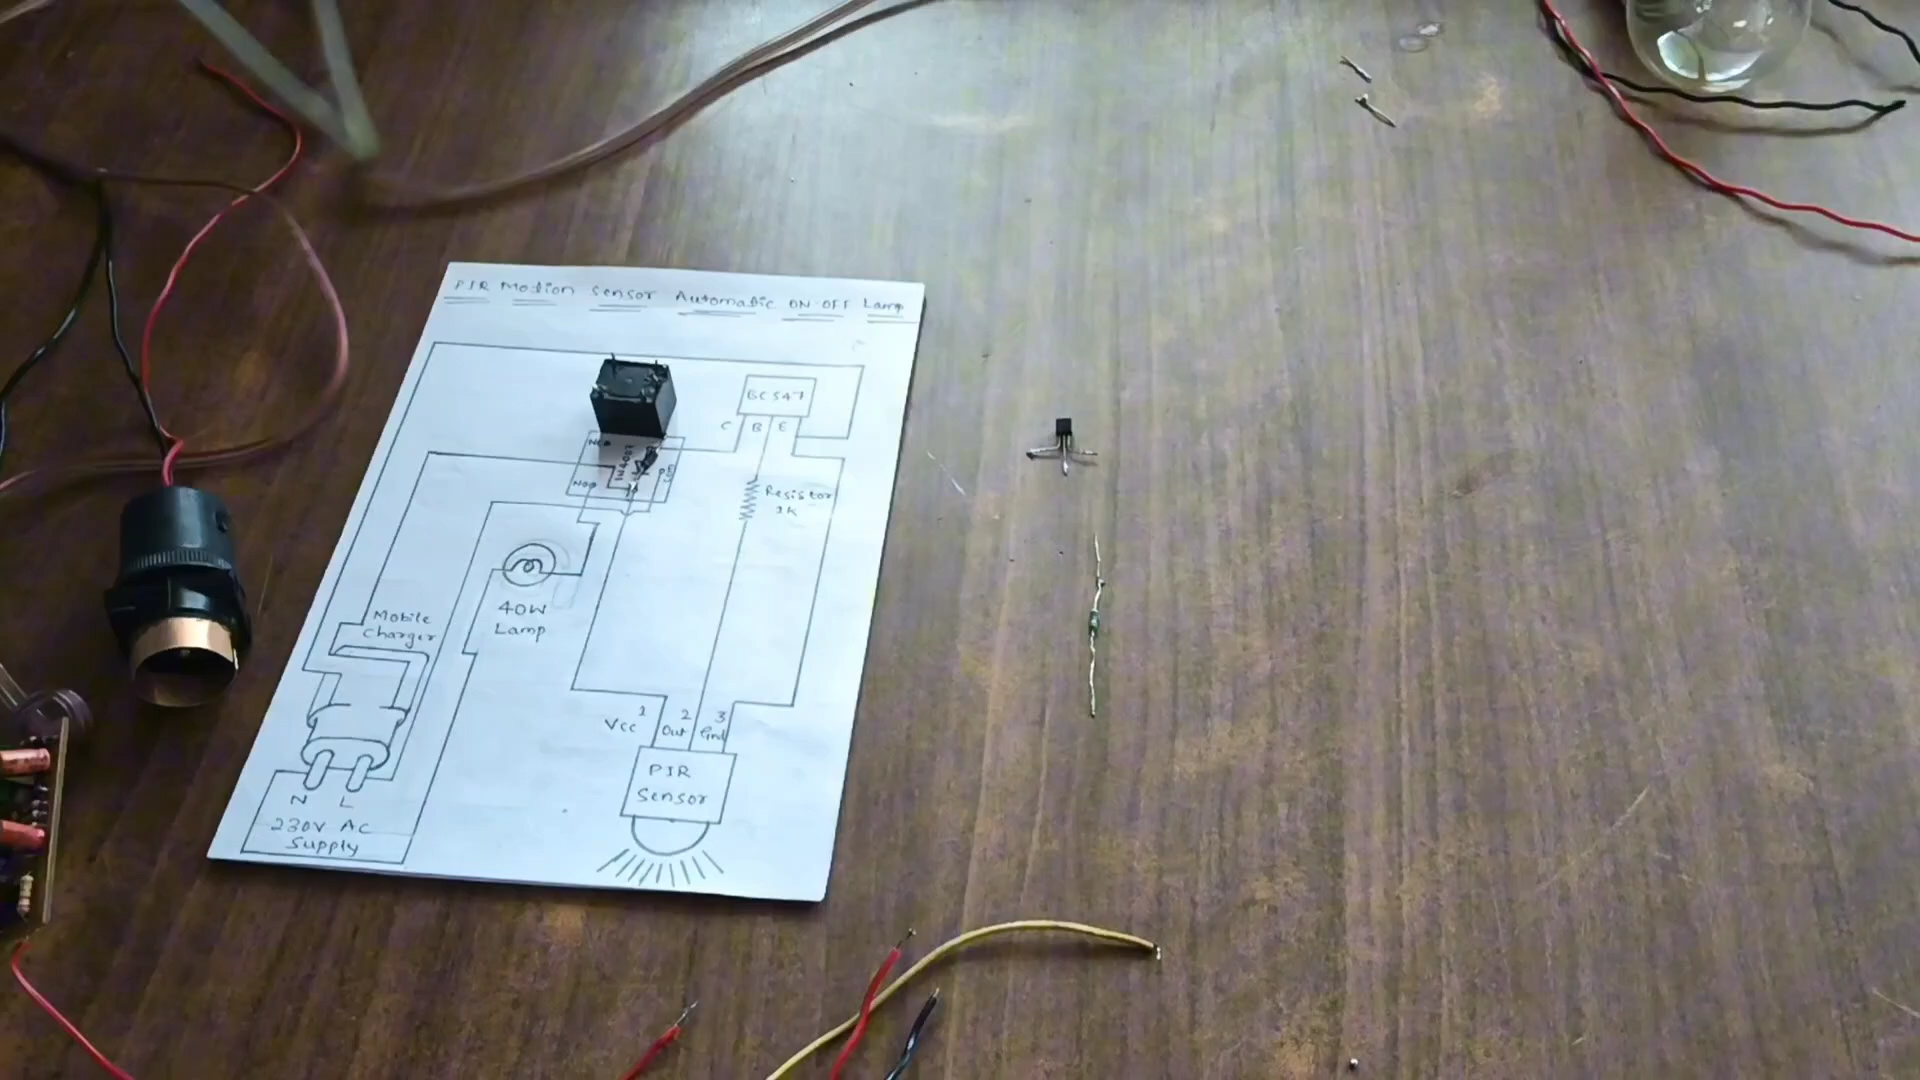 PIR Motion Sensor Automatic ON OFF Lamp
BC547
C B E
NC
1N4007
NO
Com
Resistor
1K
40W
Lamp
Mobile
Charger
1 2 3
Vcc Out Gnd
PIR
Sensor
N L
230V AC
Supply